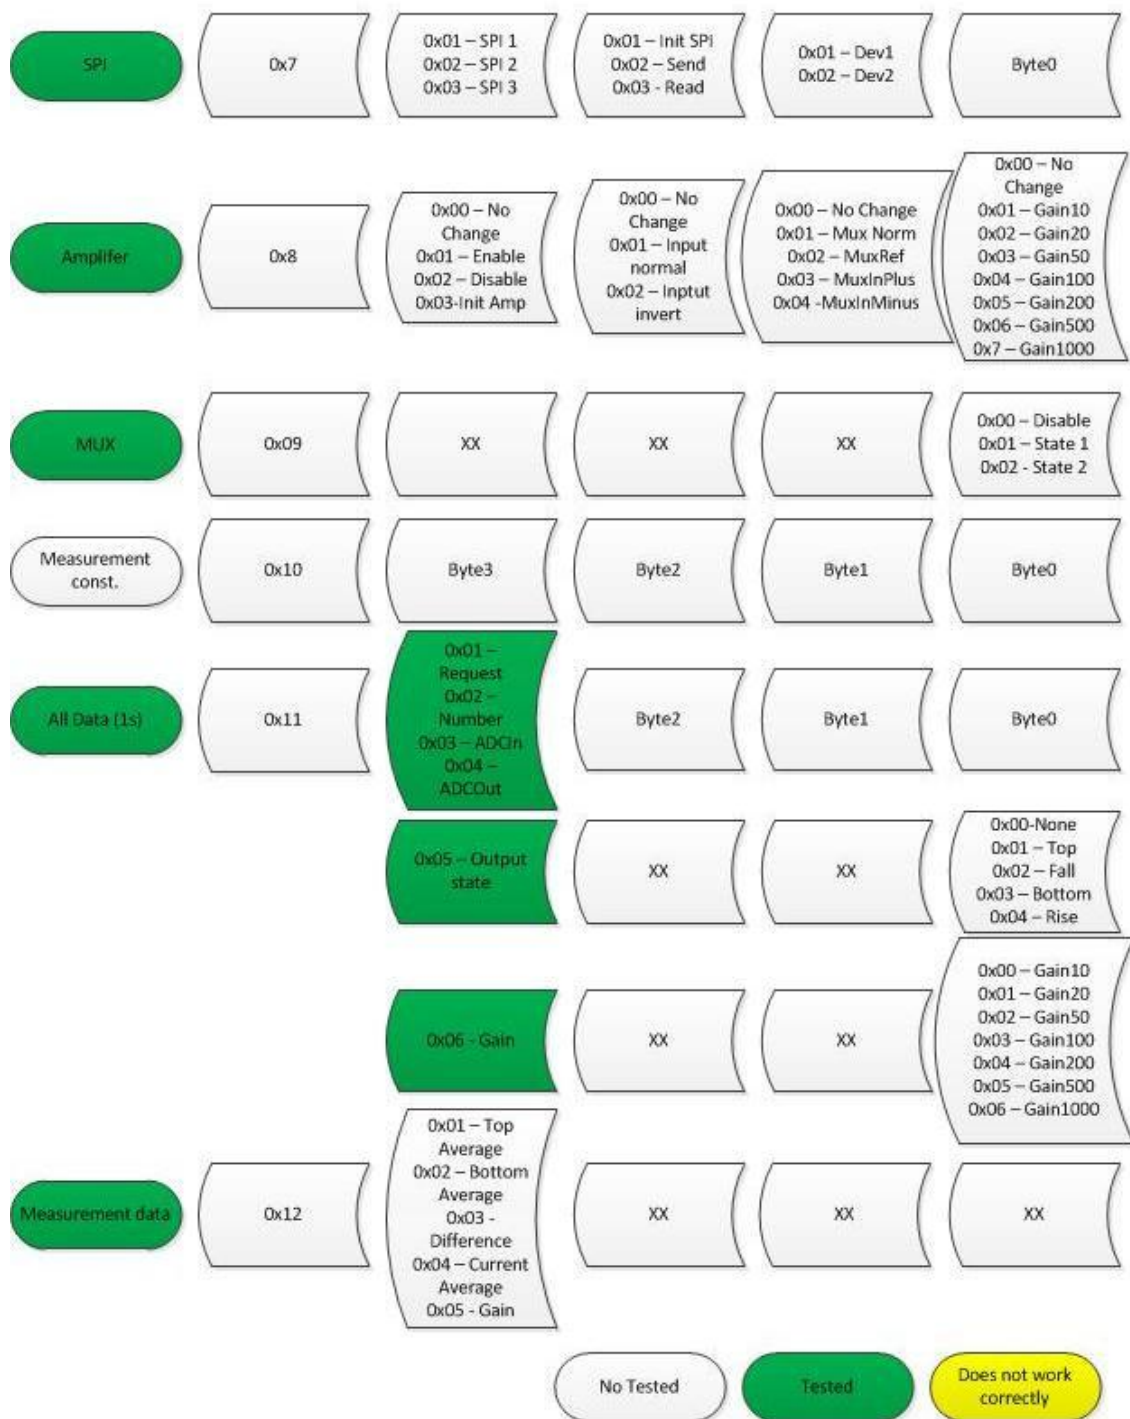 SPI
0x7
0x01 – SPI 1
0x02 – SPI 2
0x03 – SPI 3
0x01 – Init SPI
0x02 – Send
0x03 - Read
0x01 – Dev1
0x02 – Dev2
Byte0
Amplifer
0x8
0x00 – No
Change
0x01 – Enable
0x02 – Disable
0x03-Init Amp
0x00 – No
Change
0x01 – Input
normal
0x02 – Inptut
invert
0x00 – No Change
0x01 – Mux Norm
0x02 – MuxRef
0x03 – MuxInPlus
0x04 -MuxInMinus
0x00 – No
Change
0x01 – Gain10
0x02 – Gain20
0x03 – Gain50
0x04 – Gain100
0x05 – Gain200
0x06 – Gain500
0x7 – Gain1000
MUX
0x09
XX
XX
XX
0x00 – Disable
0x01 – State 1
0x02 - State 2
Measurement
const.
0x10
Byte3
Byte2
Byte1
Byte0
All Data (1s)
0x11
0x01 –
Request
0x02 –
Number
0x03 – ADCIn
0x04 –
ADCOut
Byte2
Byte1
Byte0
0x05 – Output
state
XX
XX
0x00-None
0x01 – Top
0x02 – Fall
0x03 – Bottom
0x04 – Rise
0x06 - Gain
XX
XX
0x00 – Gain10
0x01 – Gain20
0x02 – Gain50
0x03 – Gain100
0x04 – Gain200
0x05 – Gain500
0x06 – Gain1000
Measurement data
0x12
0x01 – Top
Average
0x02 – Bottom
Average
0x03 -
Difference
0x04 – Current
Average
0x05 - Gain
XX
XX
XX
No Tested
Tested
Does not work
correctly